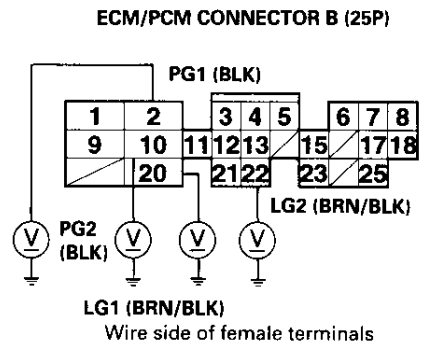 ECM/PCM CONNECTOR B (25P)
PG1 (BLK)
1 2 3 4 5 6 7 8
9 10 11 12 13 15 17 18
20 21 22 23 25
LG2 (BRN/BLK)
V PG2 V V V
(BLK)
LG1 (BRN/BLK)
Wire side of female terminals